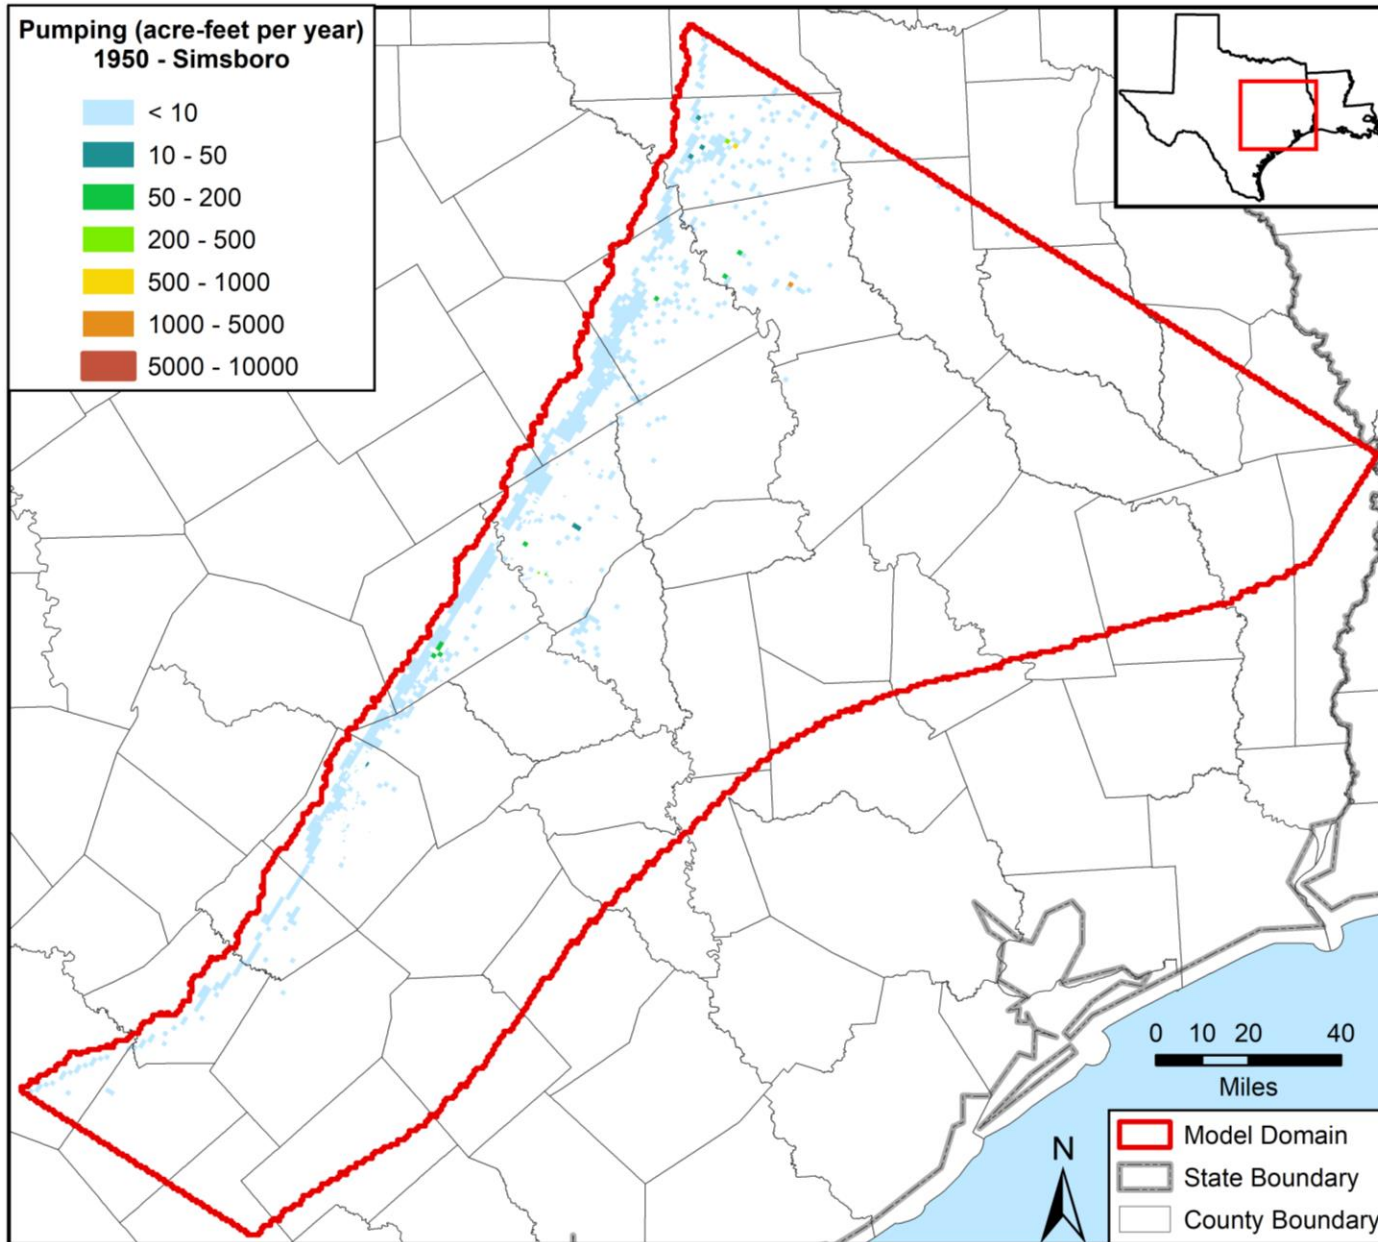 Pumping (acre-feet per year)
1950 - Simsboro
< 10
10 - 50
50 - 200
200 - 500
500 - 1000
1000 - 5000
5000 - 10000
0 10 20 40
Miles
N
Model Domain
State Boundary
County Boundary